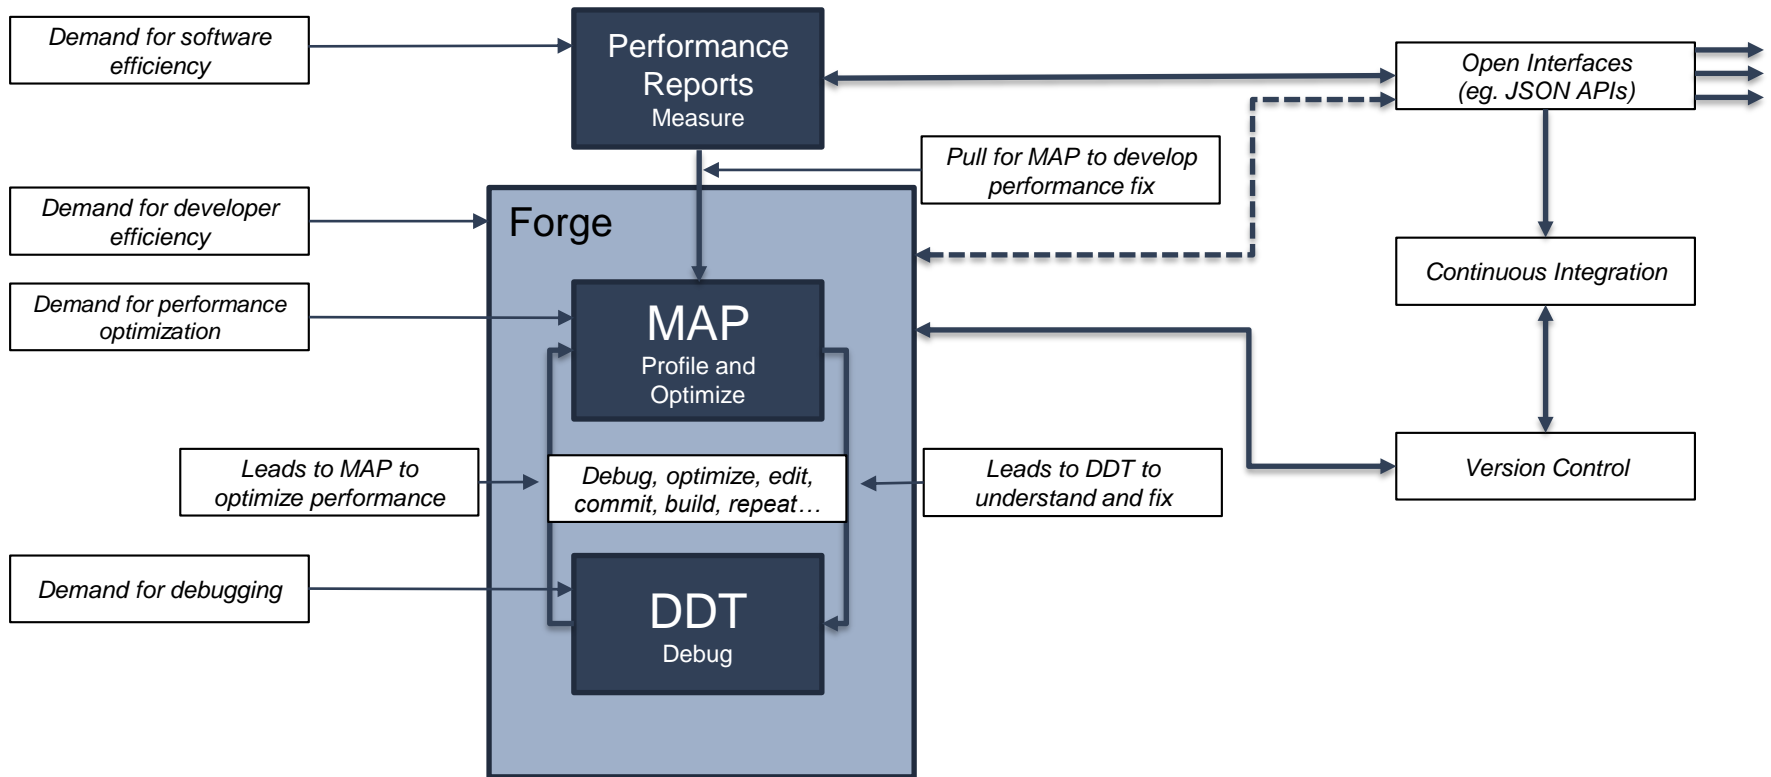 Demand for software
efficiency
Performance
Reports
Measure
Open Interfaces
(eg. JSON APIs)
Pull for MAP to develop
performance fix
Demand for developer
efficiency
Forge
Continuous Integration
Demand for performance
optimization
MAP
Profile and
Optimize
Leads to MAP to
optimize performance
Debug, optimize, edit,
commit, build, repeat…
Leads to DDT to
understand and fix
Version Control
Demand for debugging
DDT
Debug